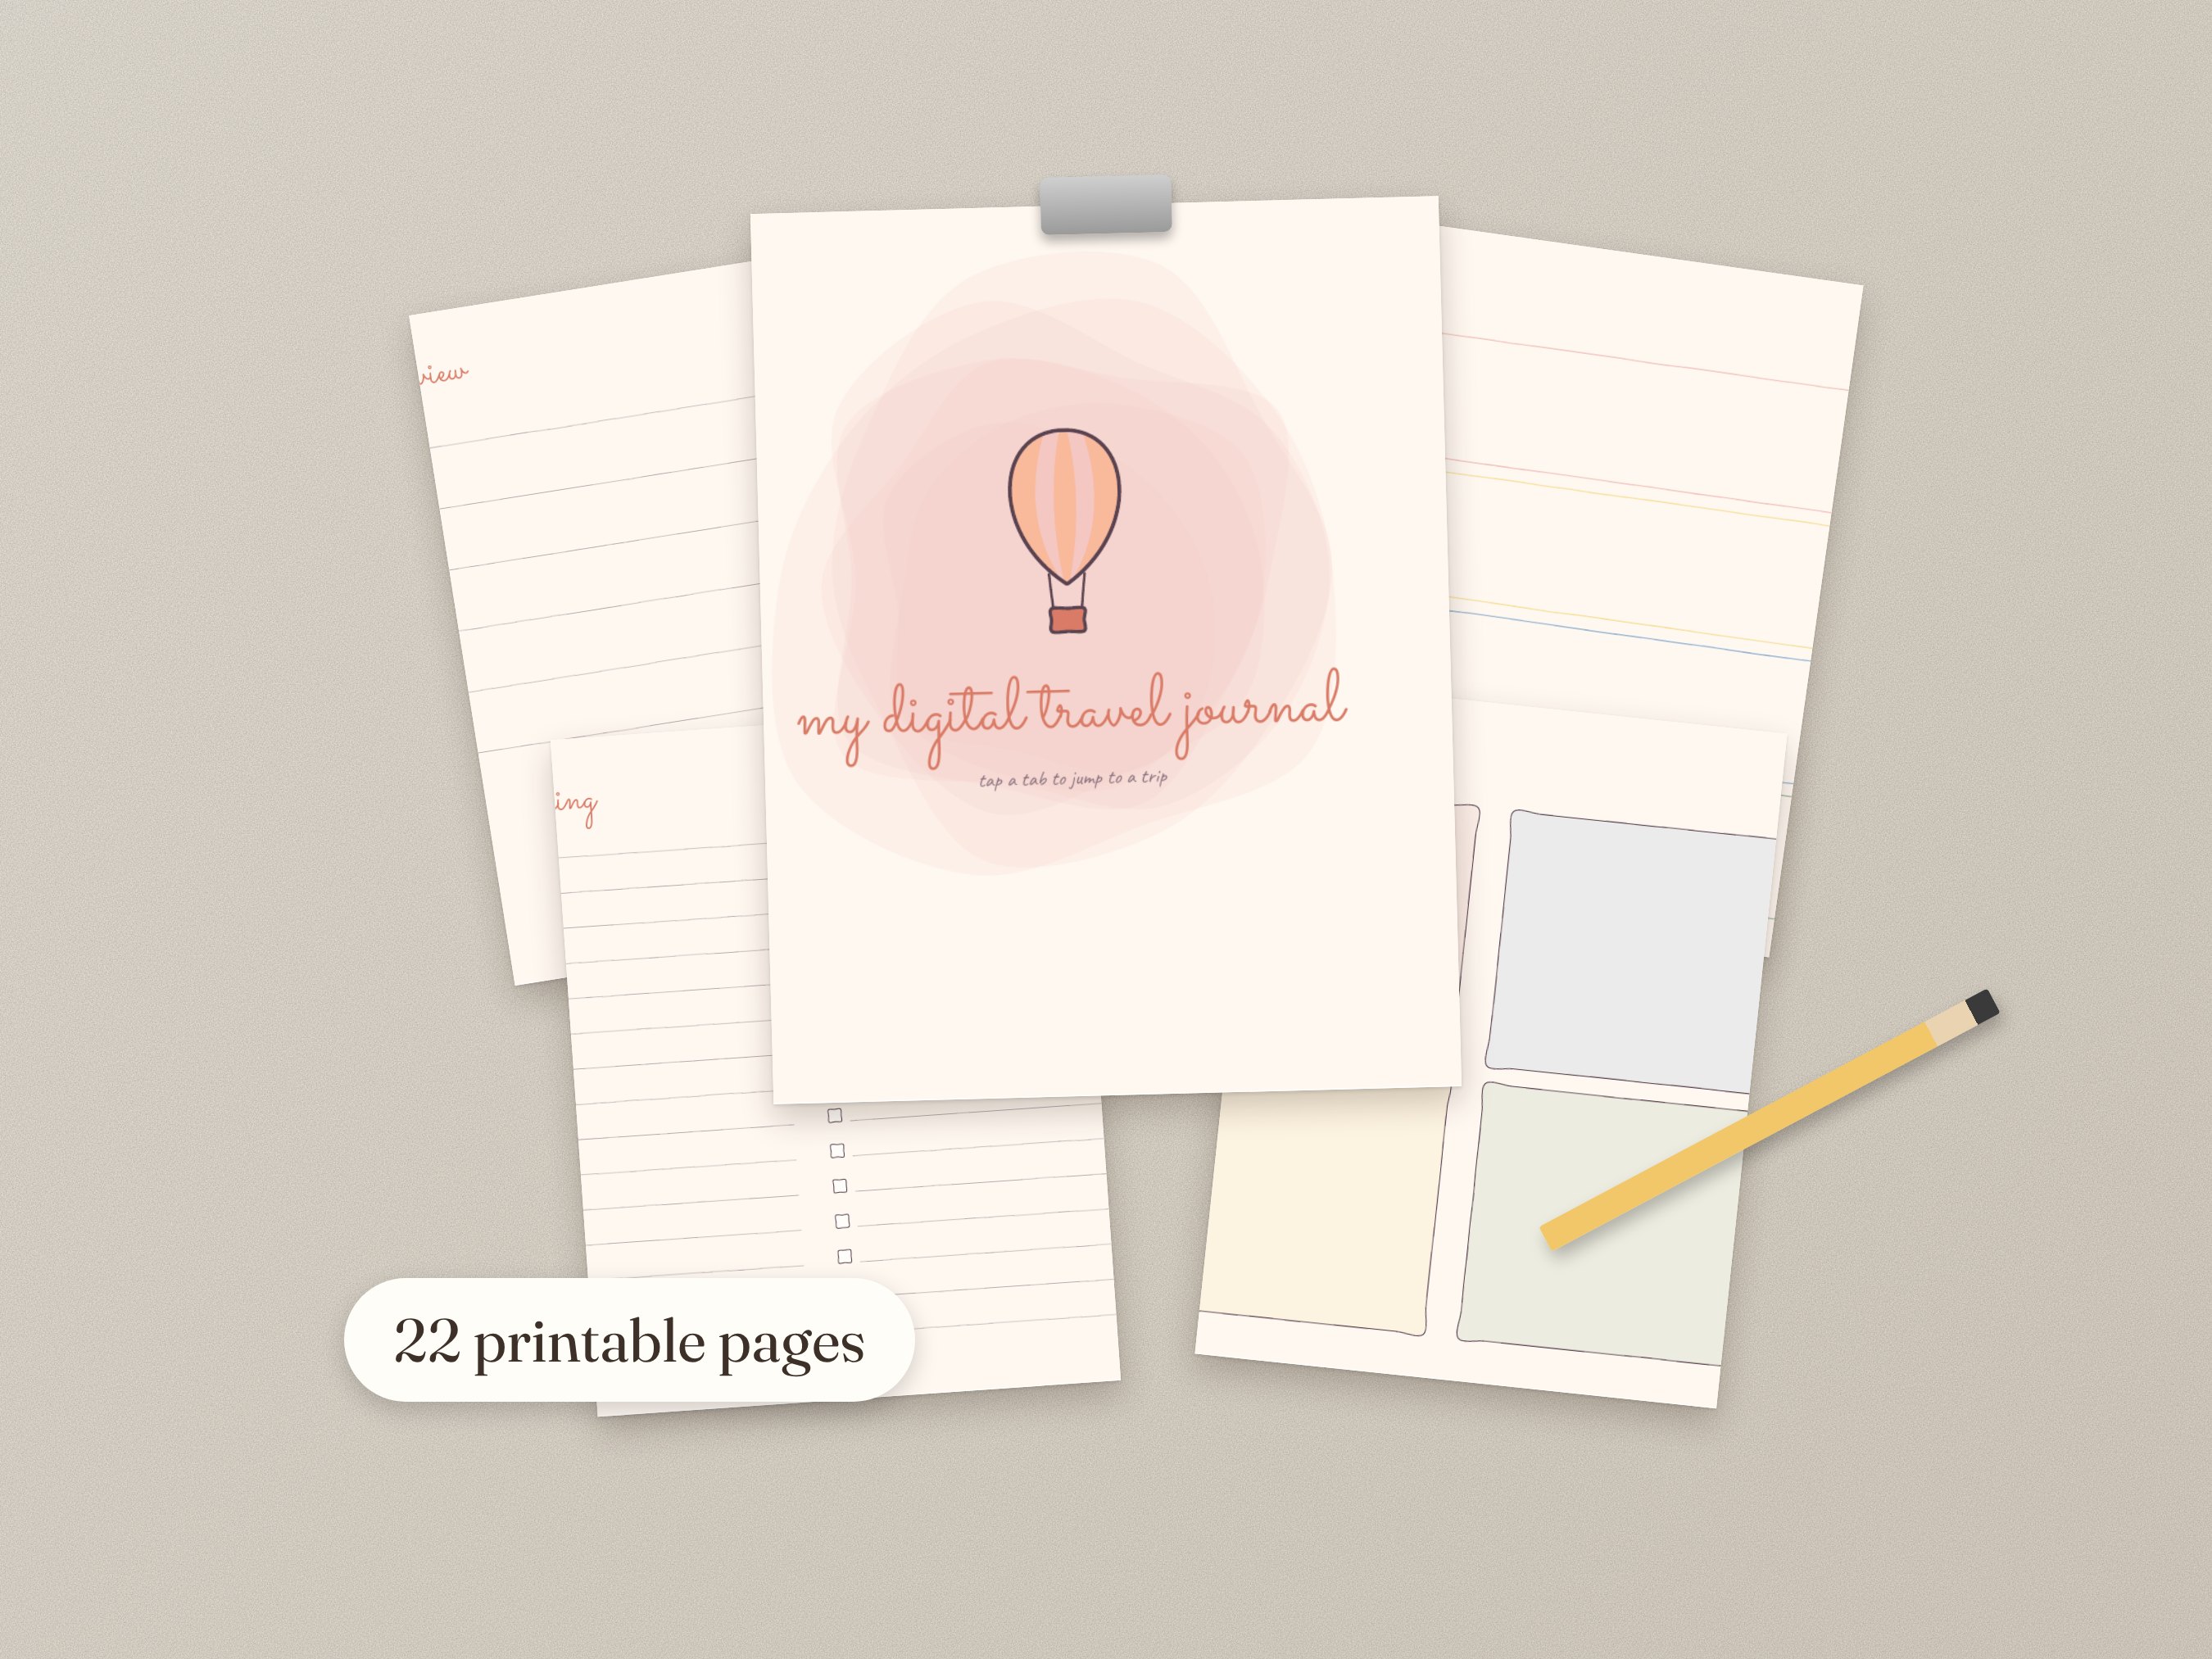 view
my digital travel journal
tap a tab to jump to a trip
ing
22 printable pages